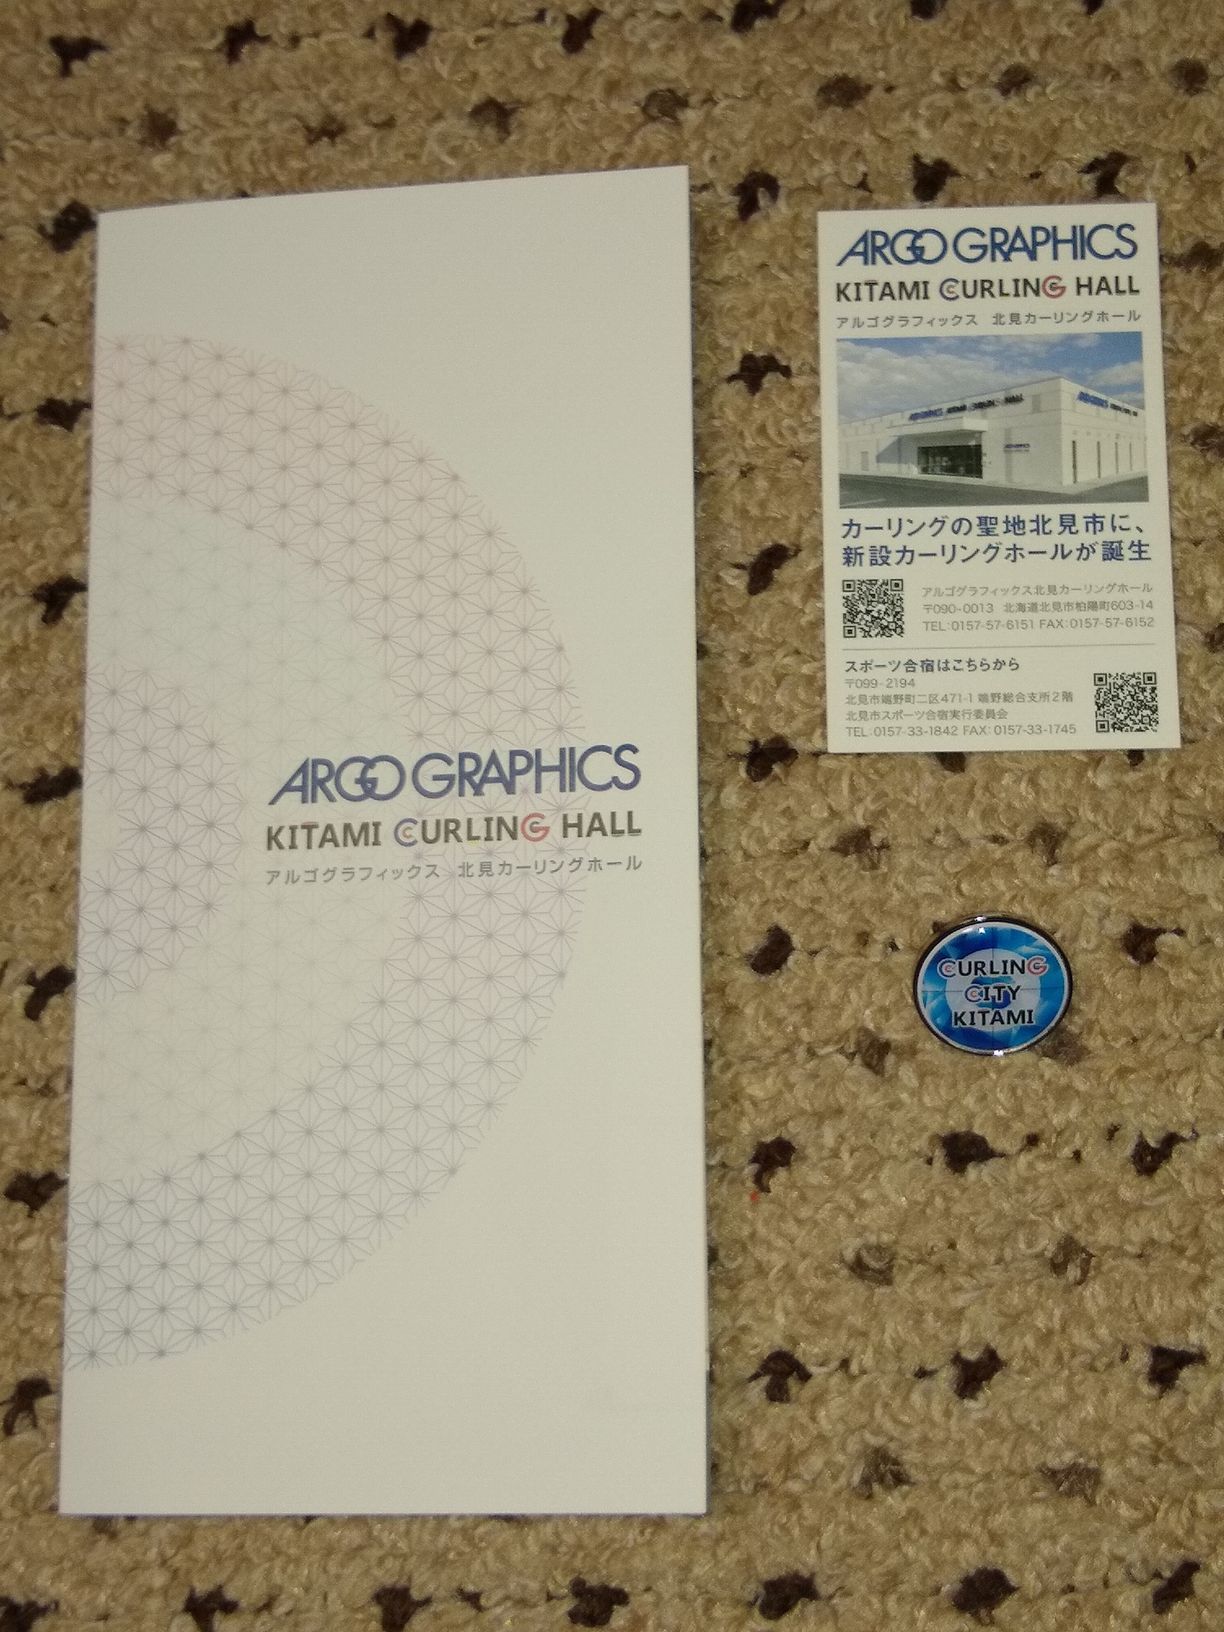 ARGO GRAPHICS
KITAMI CURLING HALL
アルゴグラフィックス 北見カーリングホール
ARGO GRAPHICS
KITAMI CURLING HALL
アルゴグラフィックス 北見カーリングホール
ARGO GRAPHICS KITAMI CURLING HALL
カーリングの聖地北見市に、
新設カーリングホールが誕生
アルゴグラフィックス北見カーリングホール
〒090-0013 北海道北見市柏陽町603-14
TEL:0157-57-6151 FAX:0157-57-6152
スポーツ合宿はこちらから
〒099-2194
北見市端野町二区471-1 端野総合支所2階
北見市スポーツ合宿実行委員会
TEL:0157-33-1842 FAX:0157-33-1745
CURLING
CITY
KITAMI